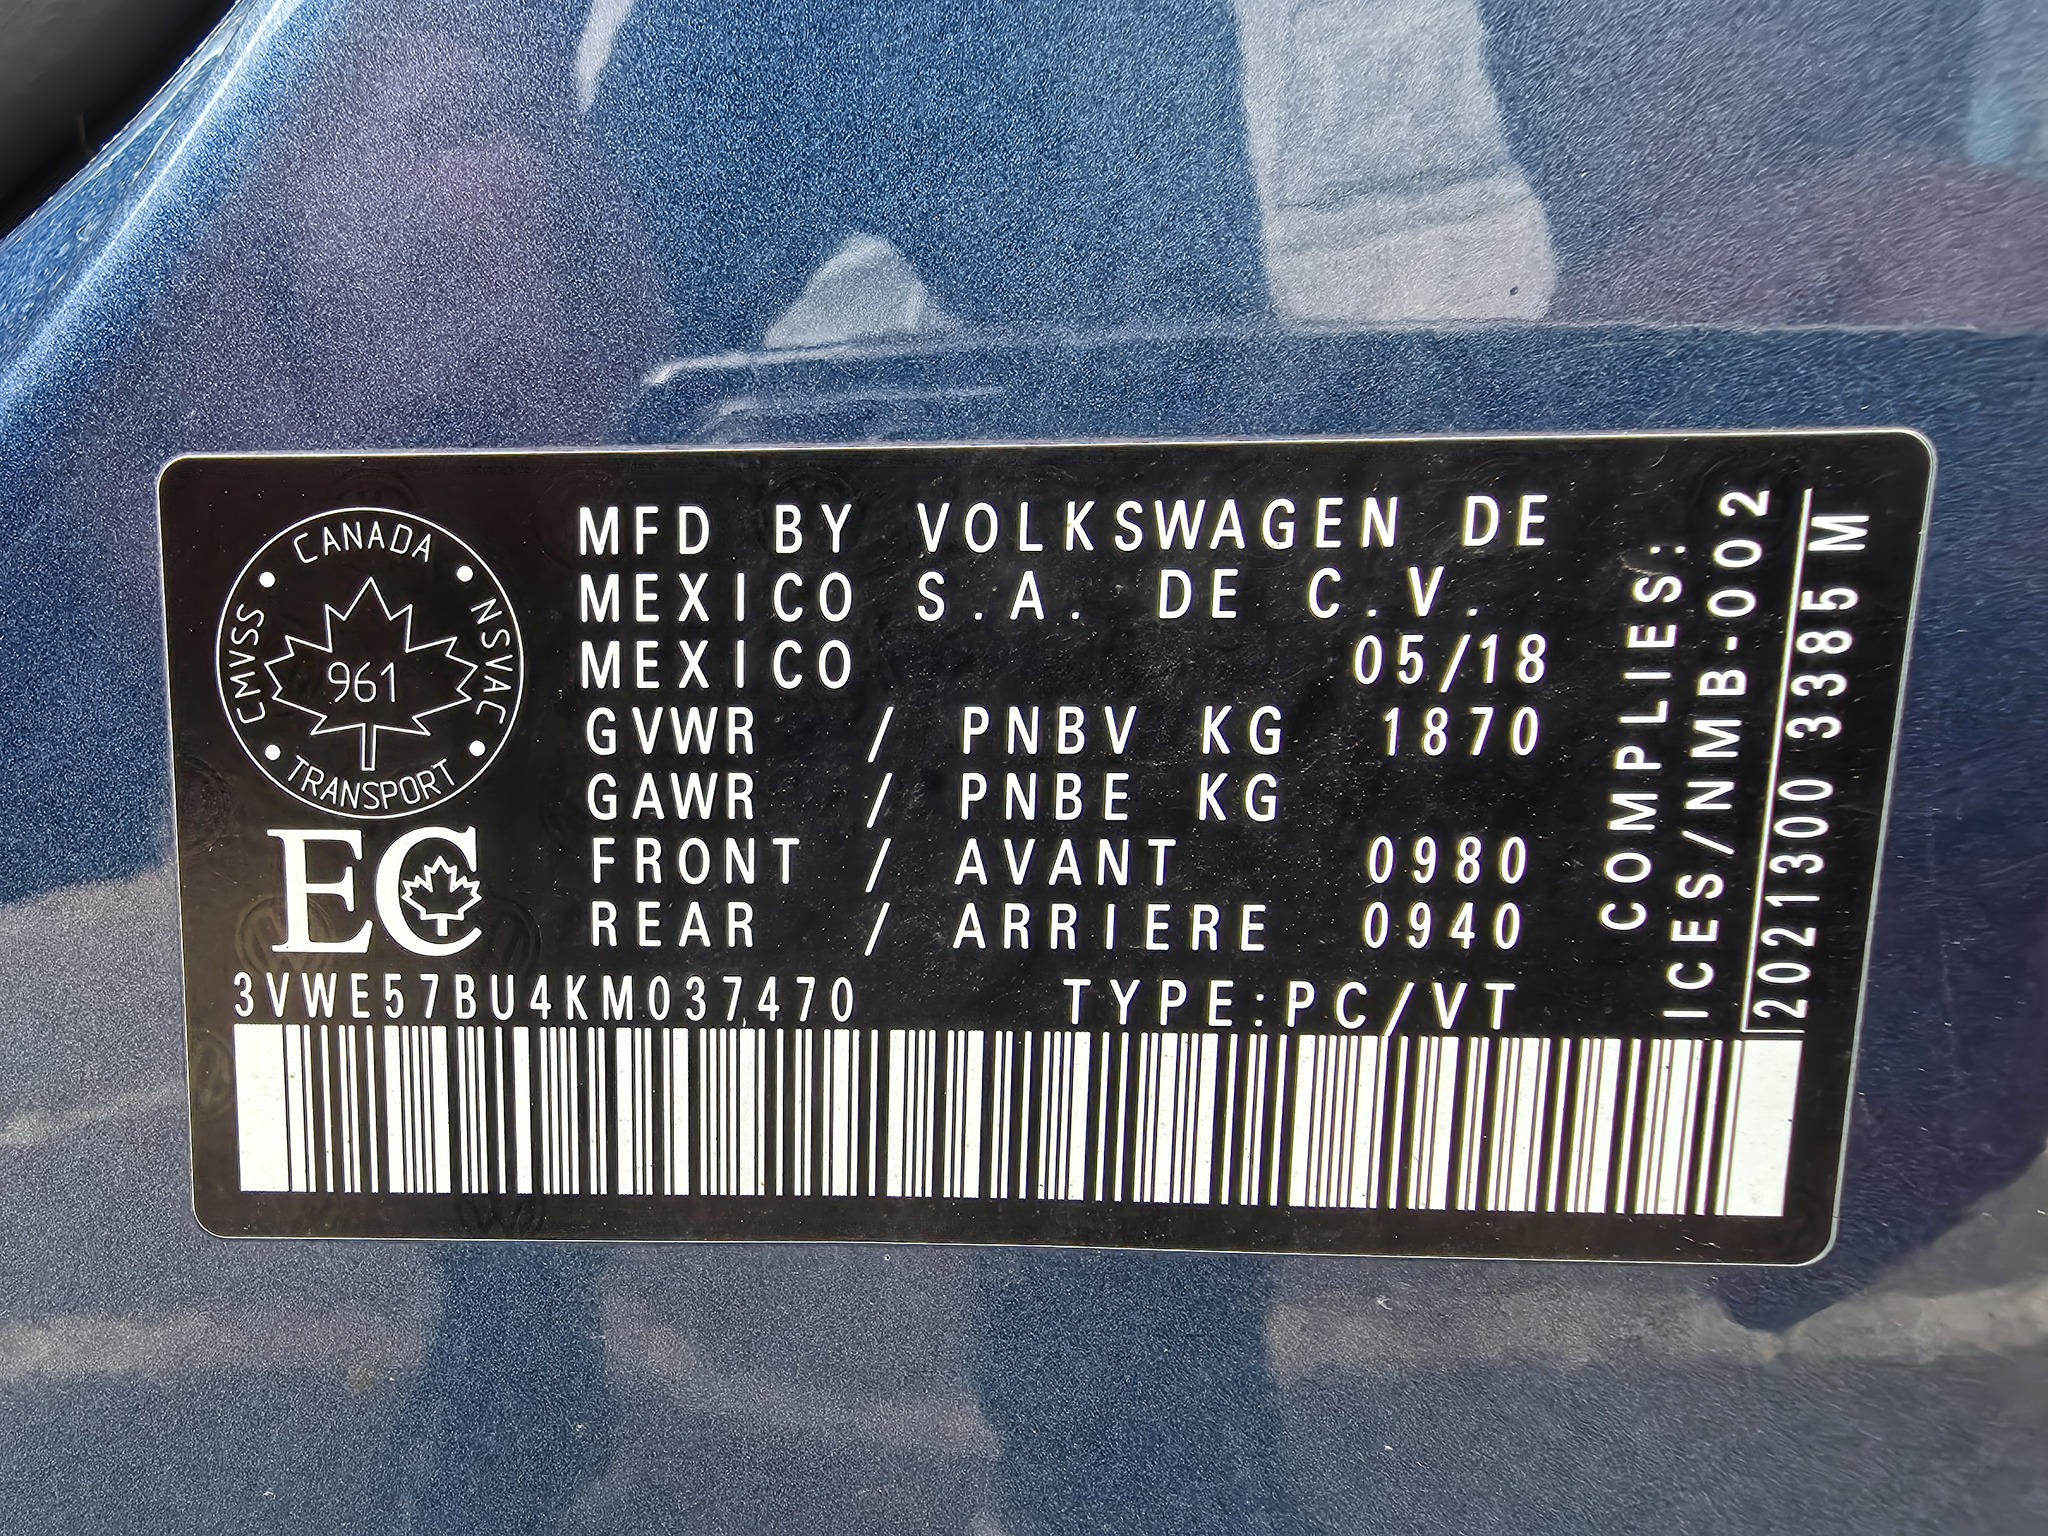 CANADA
CMVSS
NSVAC
961
TRANSPORT
EC
MFD BY VOLKSWAGEN DE
MEXICO S.A. DE C.V.
MEXICO 05/18
GVWR / PNBV KG 1870
GAWR / PNBE KG
FRONT / AVANT 0980
REAR / ARRIERE 0940
3VWE57BU4KM037470 TYPE:PC/VT
COMPLIES:
ICES/NMB-002
2021300 3385 M